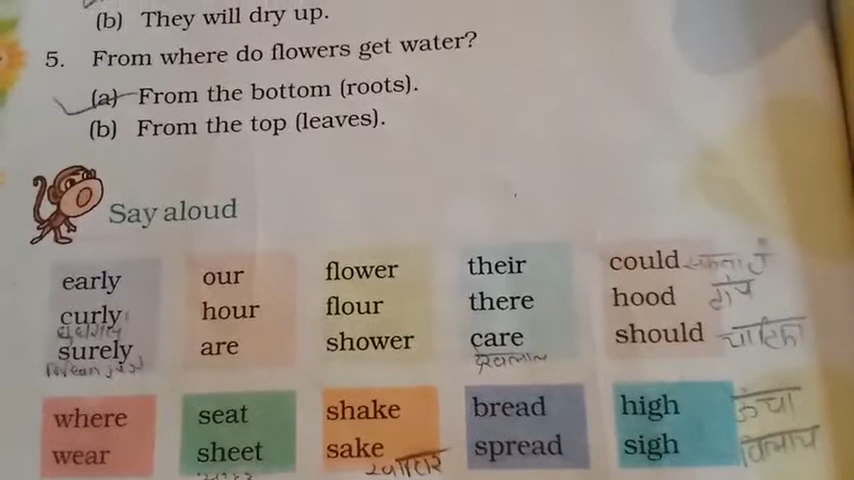 (b) They will dry up.
5. From where do flowers get water?
(a) From the bottom (roots).
(b) From the top (leaves).
Say aloud
early our flower their could
curly hour flour there hood
surely are shower care should
where seat shake bread high ऊंचा
wear sheet sake spread sigh